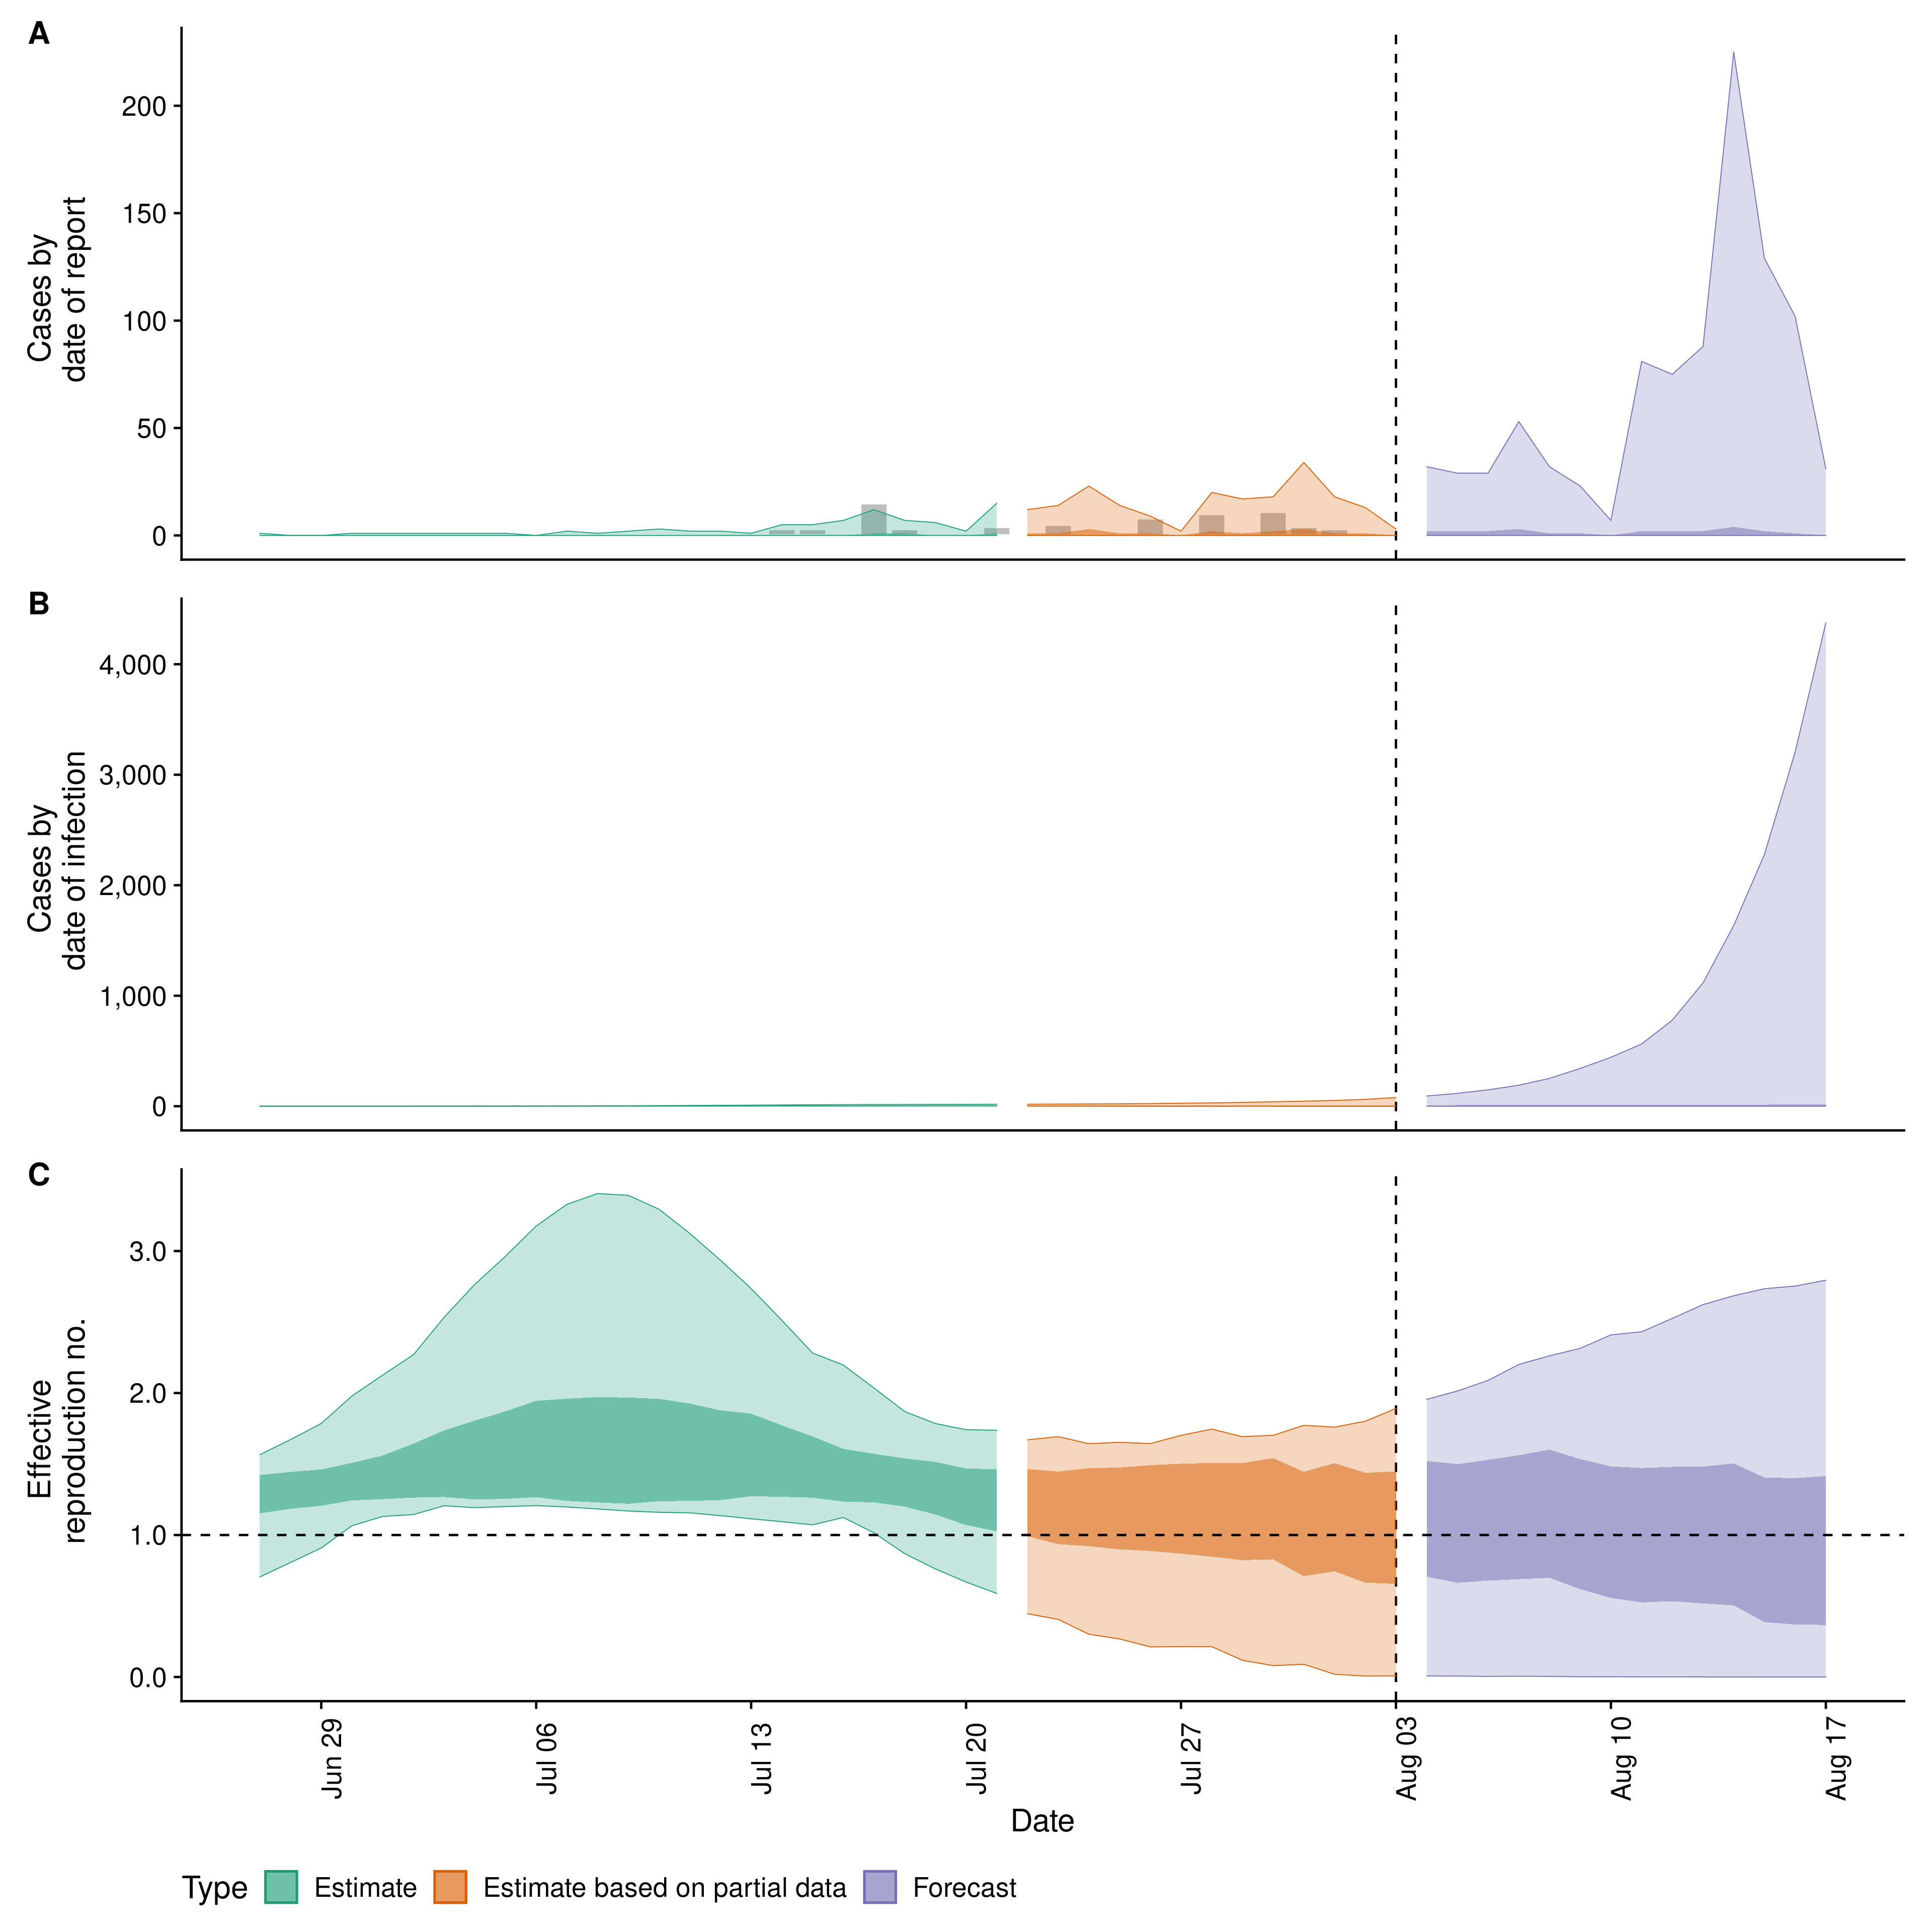 A
Cases by
date of report
200
150
100
50
0
B
Cases by
date of infection
4,000
3,000
2,000
1,000
0
C
Effective
reproduction no.
3.0
2.0
1.0
0.0
Jun 29
Jul 06
Jul 13
Jul 20
Jul 27
Aug 03
Aug 10
Aug 17
Date
Type Estimate Estimate based on partial data Forecast